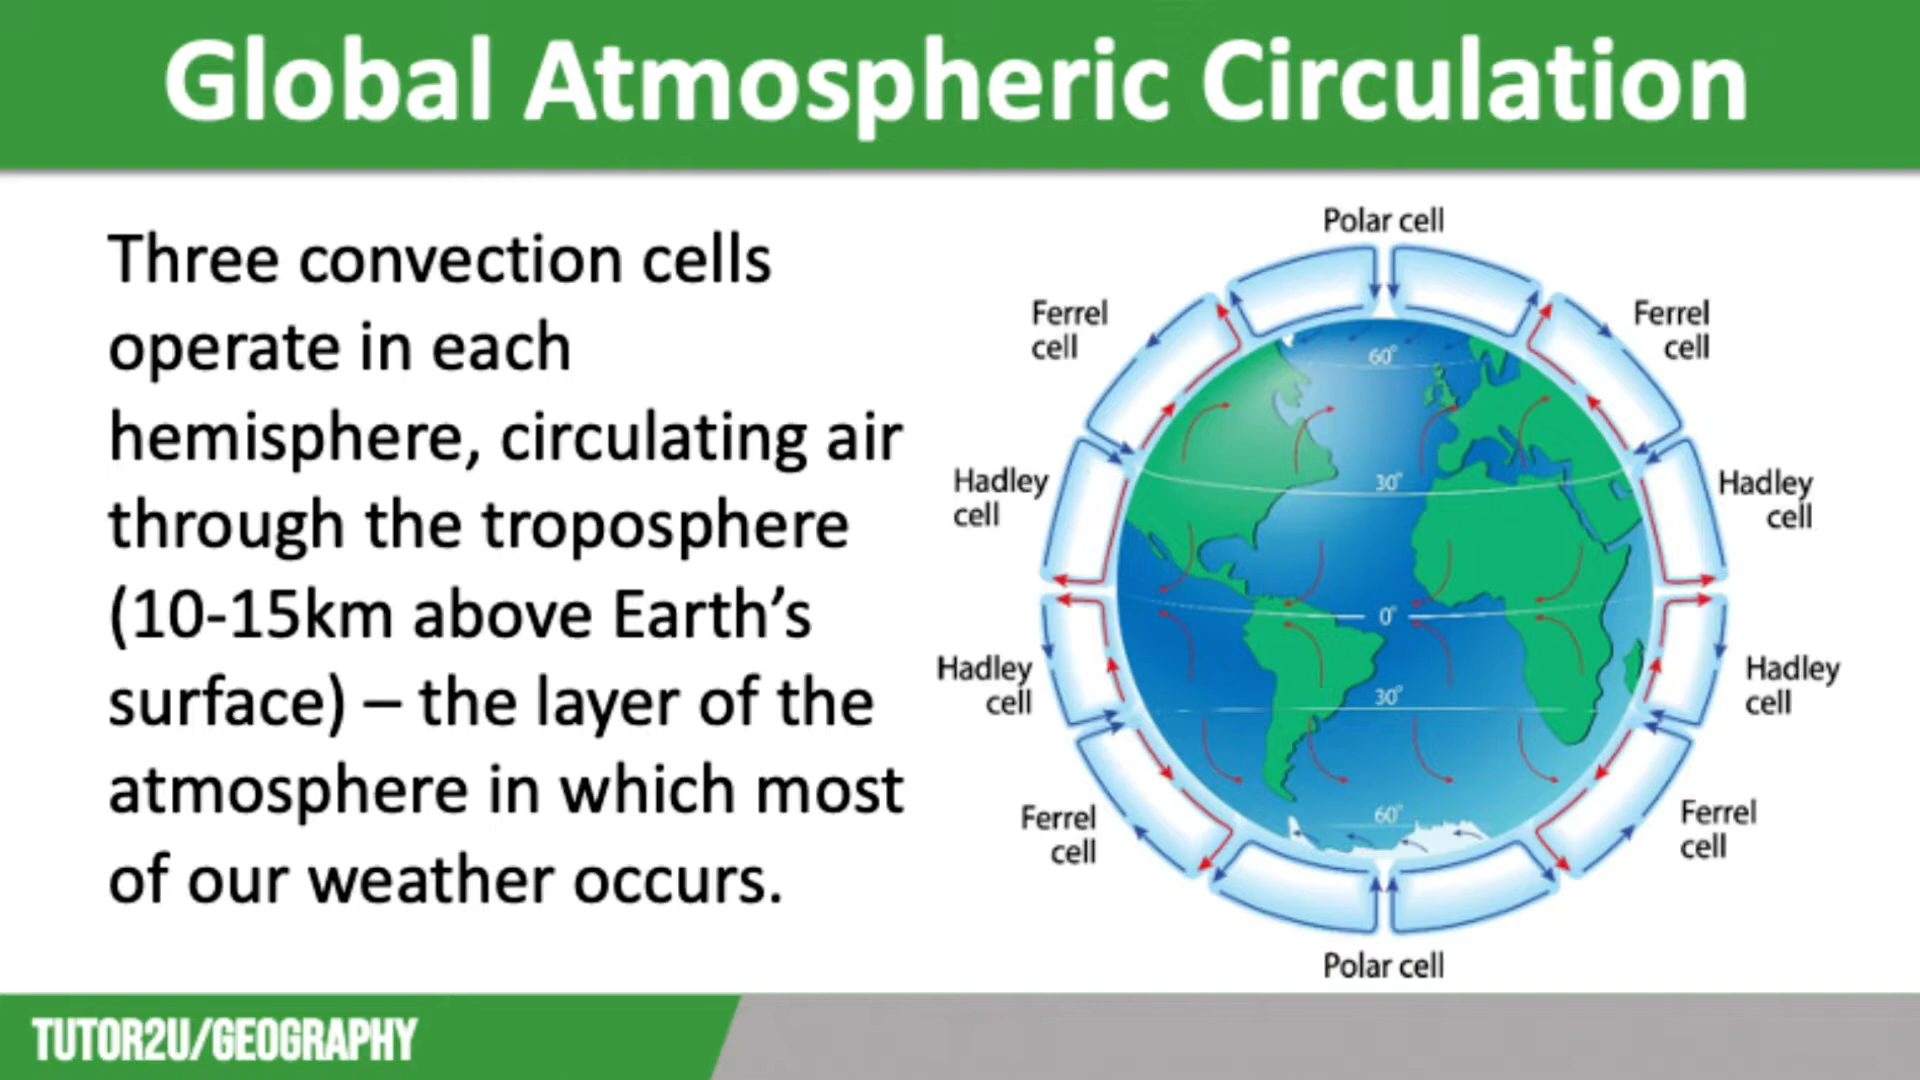 Global Atmospheric Circulation
Three convection cells
operate in each
hemisphere, circulating air
through the troposphere
(10-15km above Earth's
surface) – the layer of the
atmosphere in which most
of our weather occurs.
Polar cell
Ferrel
cell
Ferrel
cell
60°
Hadley
cell
30°
Hadley
cell
0°
Hadley
cell
30°
Hadley
cell
Ferrel
cell
60°
Ferrel
cell
Polar cell
TUTOR2U/GEOGRAPHY